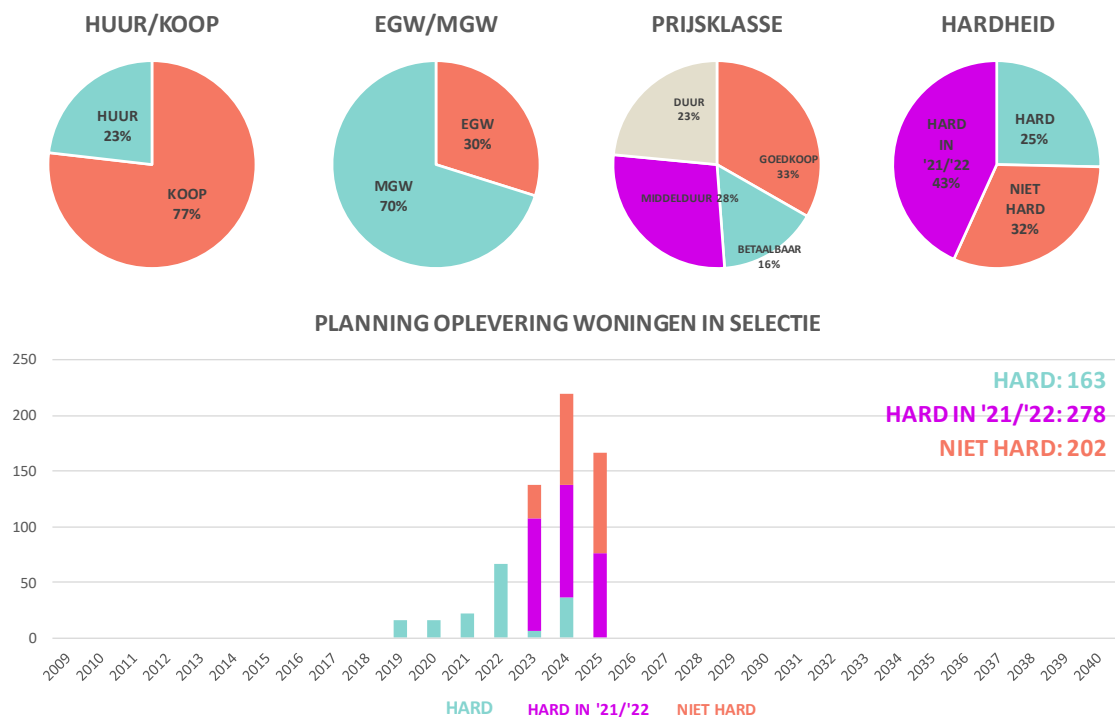 HUUR/KOOP
EGW/MGW
PRIJSKLASSE
HARDHEID
HUUR
23%
KOOP
77%
EGW
30%
MGW
70%
DUUR
23%
GOEDKOOP
33%
MIDDELDUUR 28%
BETAALBAAR
16%
HARD
IN
'21/'22
43%
HARD
25%
NIET
HARD
32%
PLANNING OPLEVERING WONINGEN IN SELECTIE
250
200
150
100
50
0
HARD: 163
HARD IN '21/'22: 278
NIET HARD: 202
2009
2010
2011
2012
2013
2014
2015
2016
2017
2018
2019
2020
2021
2022
2023
2024
2025
2026
2027
2028
2029
2030
2031
2032
2033
2034
2035
2036
2037
2038
2039
2040
HARD
HARD IN '21/'22
NIET HARD